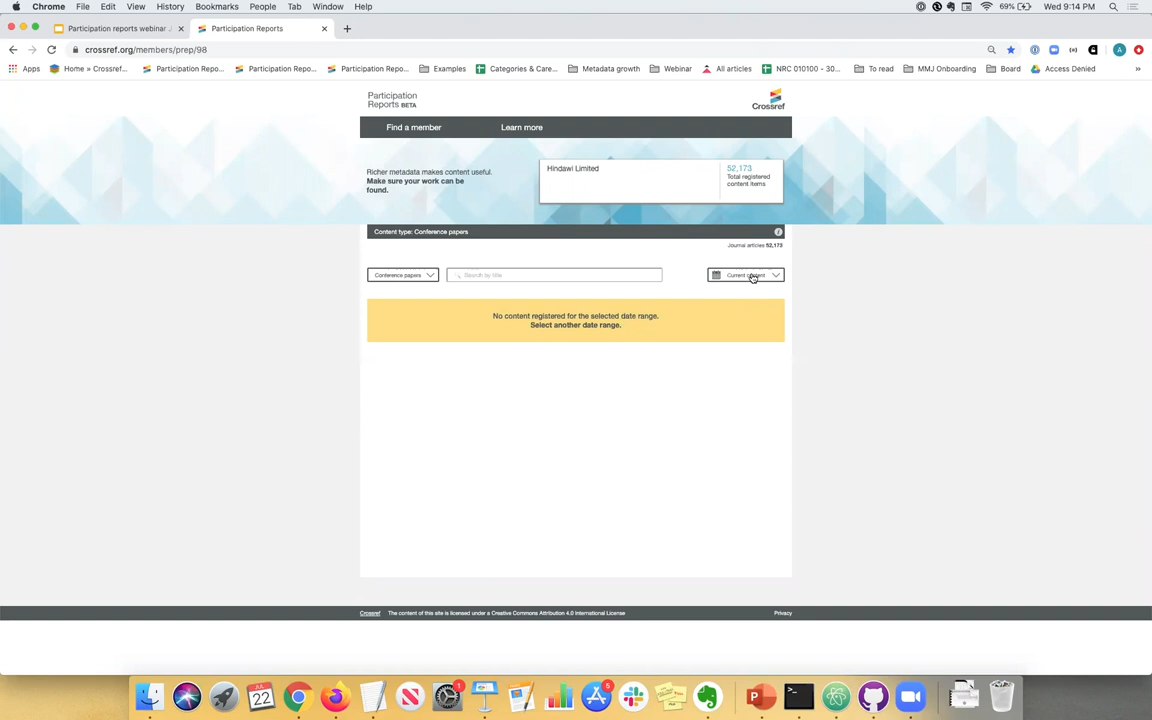 Chrome File Edit View History Bookmarks People Tab Window Help 69% Wed 9:14 PM
Participation reports webinar Participation Reports
crossref.org/members/prep/98
Apps Home » Crossref... Participation Repo... Participation Repo... Participation Repo... Examples Categories & Care... Metadata growth Webinar All articles NRC 010100 - 30... To read MMJ Onboarding Board Access Denied »
Participation
Reports BETA
Crossref
Find a member Learn more
Richer metadata makes content useful.
Make sure your work can be
found.
Hindawi Limited
52,173
Total registered
content items
Content type: Conference papers
Journal articles 52,173
Conference papers Search by title Current content
No content registered for the selected date range.
Select another date range.
Crossref The content of this site is licensed under a Creative Commons Attribution 4.0 International License Privacy
JUL
22
1
5